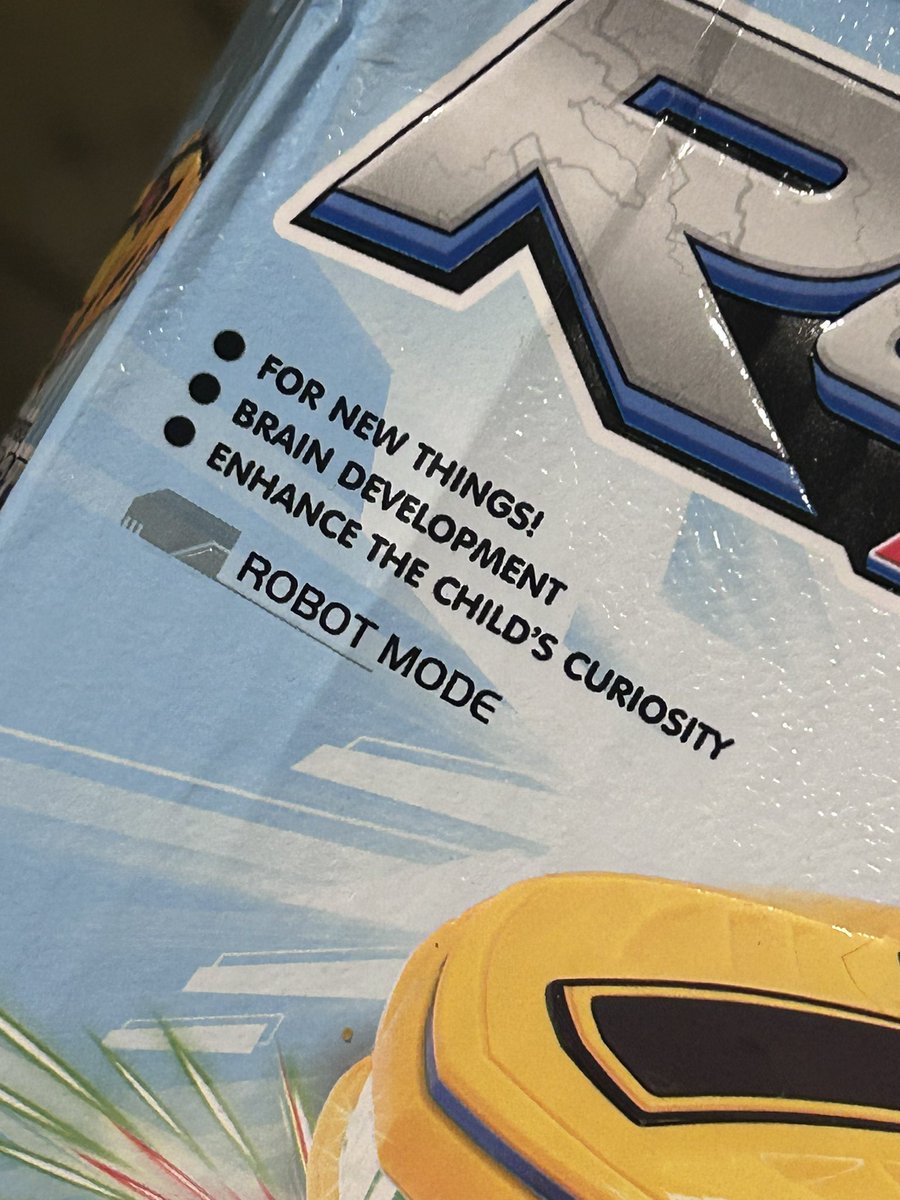 ● FOR NEW THINGS!
● BRAIN DEVELOPMENT
● ENHANCE THE CHILD'S CURIOSITY
ROBOT MODE